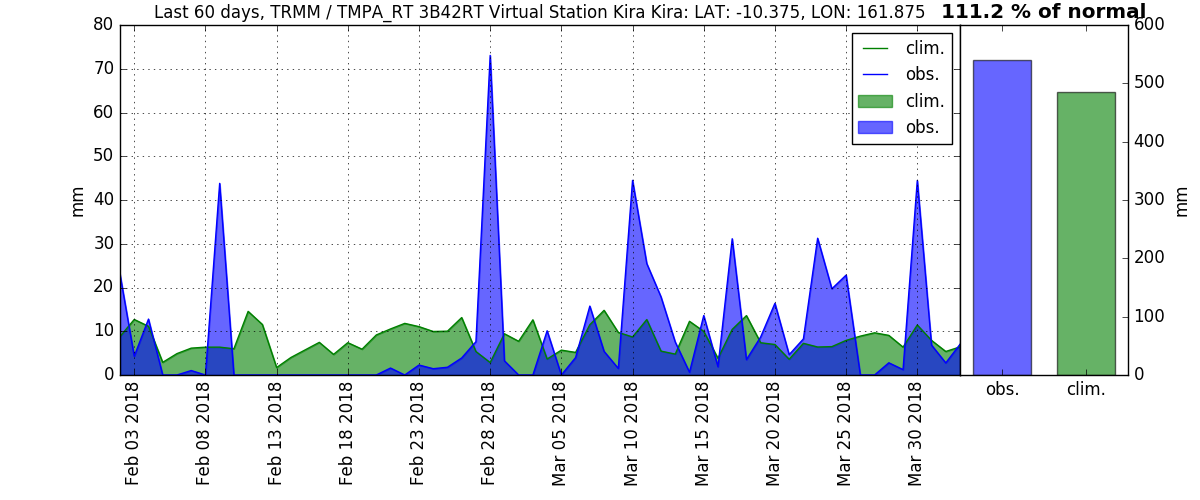 Last 60 days, TRMM / TMPA_RT 3B42RT Virtual Station Kira Kira: LAT: -10.375, LON: 161.875
111.2 % of normal
80
70
60
50
40
30
20
10
0
mm
clim.
obs.
clim.
obs.
600
500
400
300
200
100
0
mm
obs.
clim.
Feb 03 2018
Feb 08 2018
Feb 13 2018
Feb 18 2018
Feb 23 2018
Feb 28 2018
Mar 05 2018
Mar 10 2018
Mar 15 2018
Mar 20 2018
Mar 25 2018
Mar 30 2018